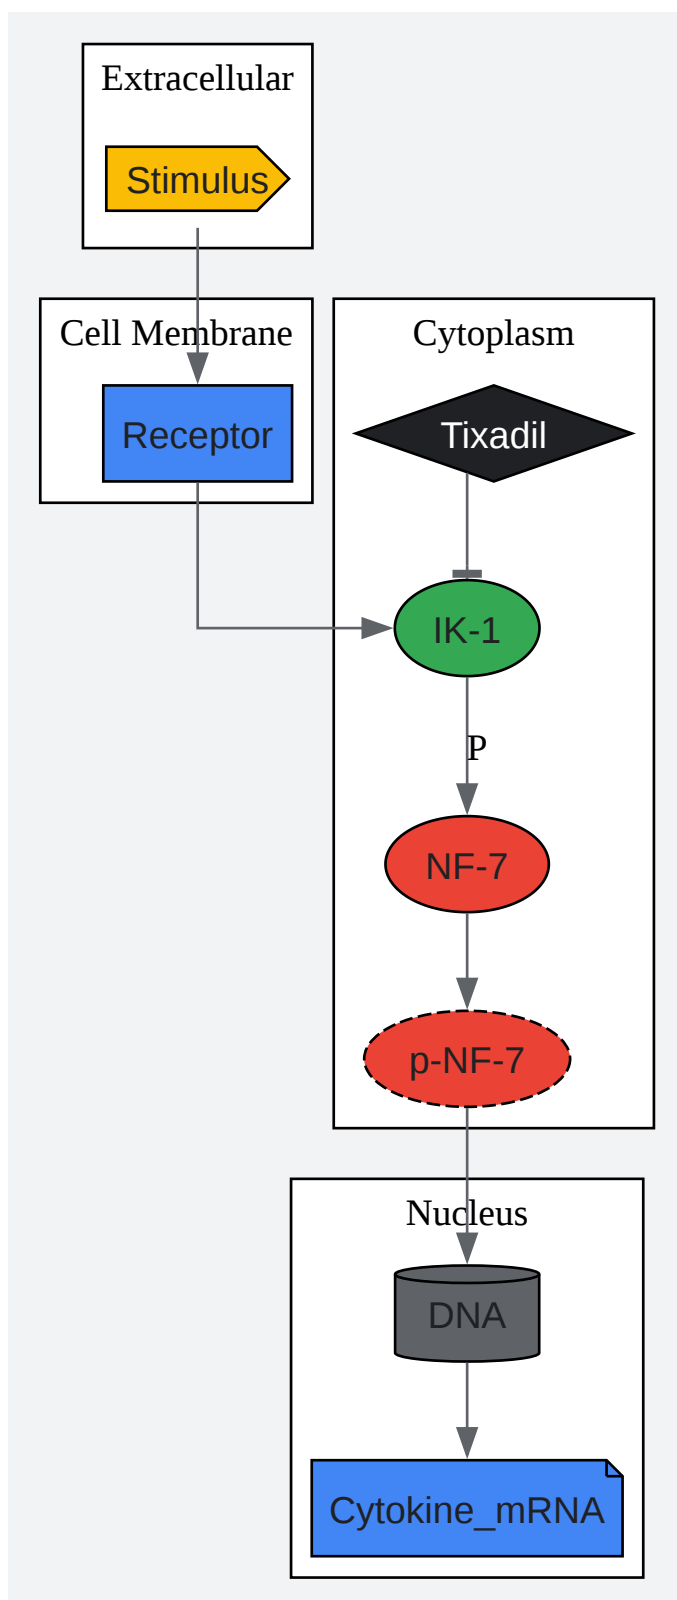 Extracellular
Stimulus
Cell Membrane
Receptor
Cytoplasm
Tixadil
IK-1
P
NF-7
p-NF-7
Nucleus
DNA
Cytokine_mRNA